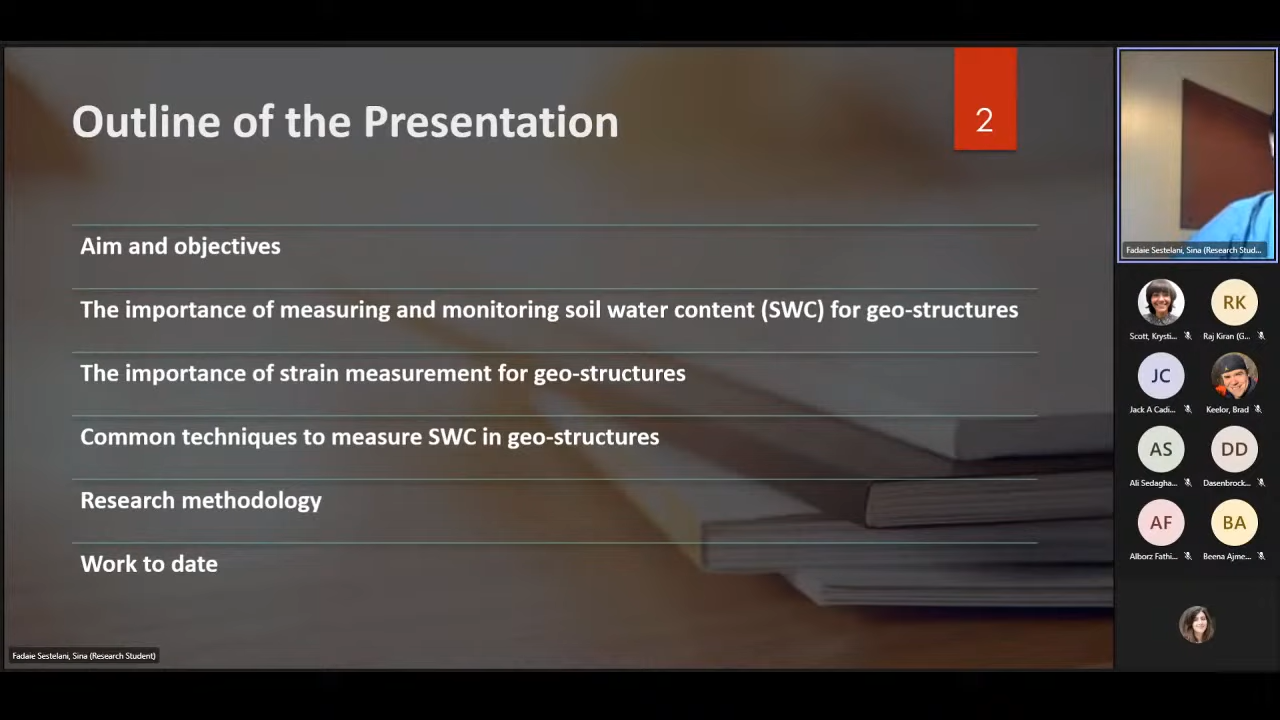 Outline of the Presentation
2
Aim and objectives
The importance of measuring and monitoring soil water content (SWC) for geo-structures
The importance of strain measurement for geo-structures
Common techniques to measure SWC in geo-structures
Research methodology
Work to date
Fadaie Sestelani, Sina (Research Student)
Fadaie Sestelani, Sina (Research Stud...
Scott, Krysti...
RK
Raj Kiran (G...
JC
Jack A Cadi...
Keelor, Brad
AS
Ali Sedagha...
DD
Dasenbrock...
AF
Alborz Fathi...
BA
Beena Ajme...